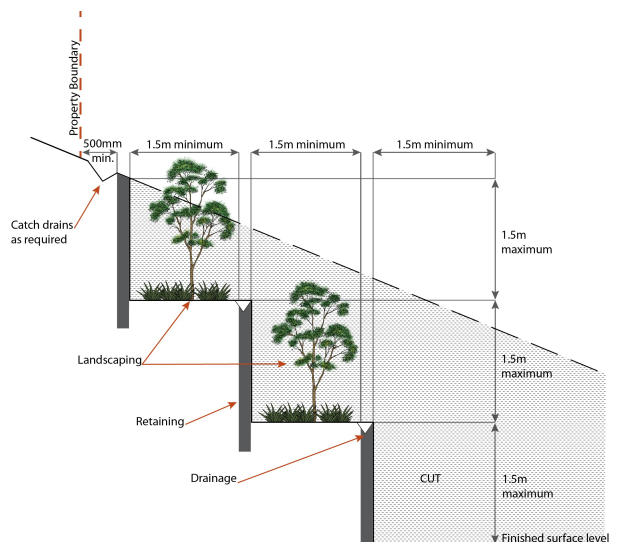 Property Boundary
500mm
min.
1.5m minimum
1.5m minimum
1.5m minimum
Catch drains
as required
1.5m
maximum
Landscaping
1.5m
maximum
Retaining
Drainage
CUT
1.5m
maximum
Finished surface level